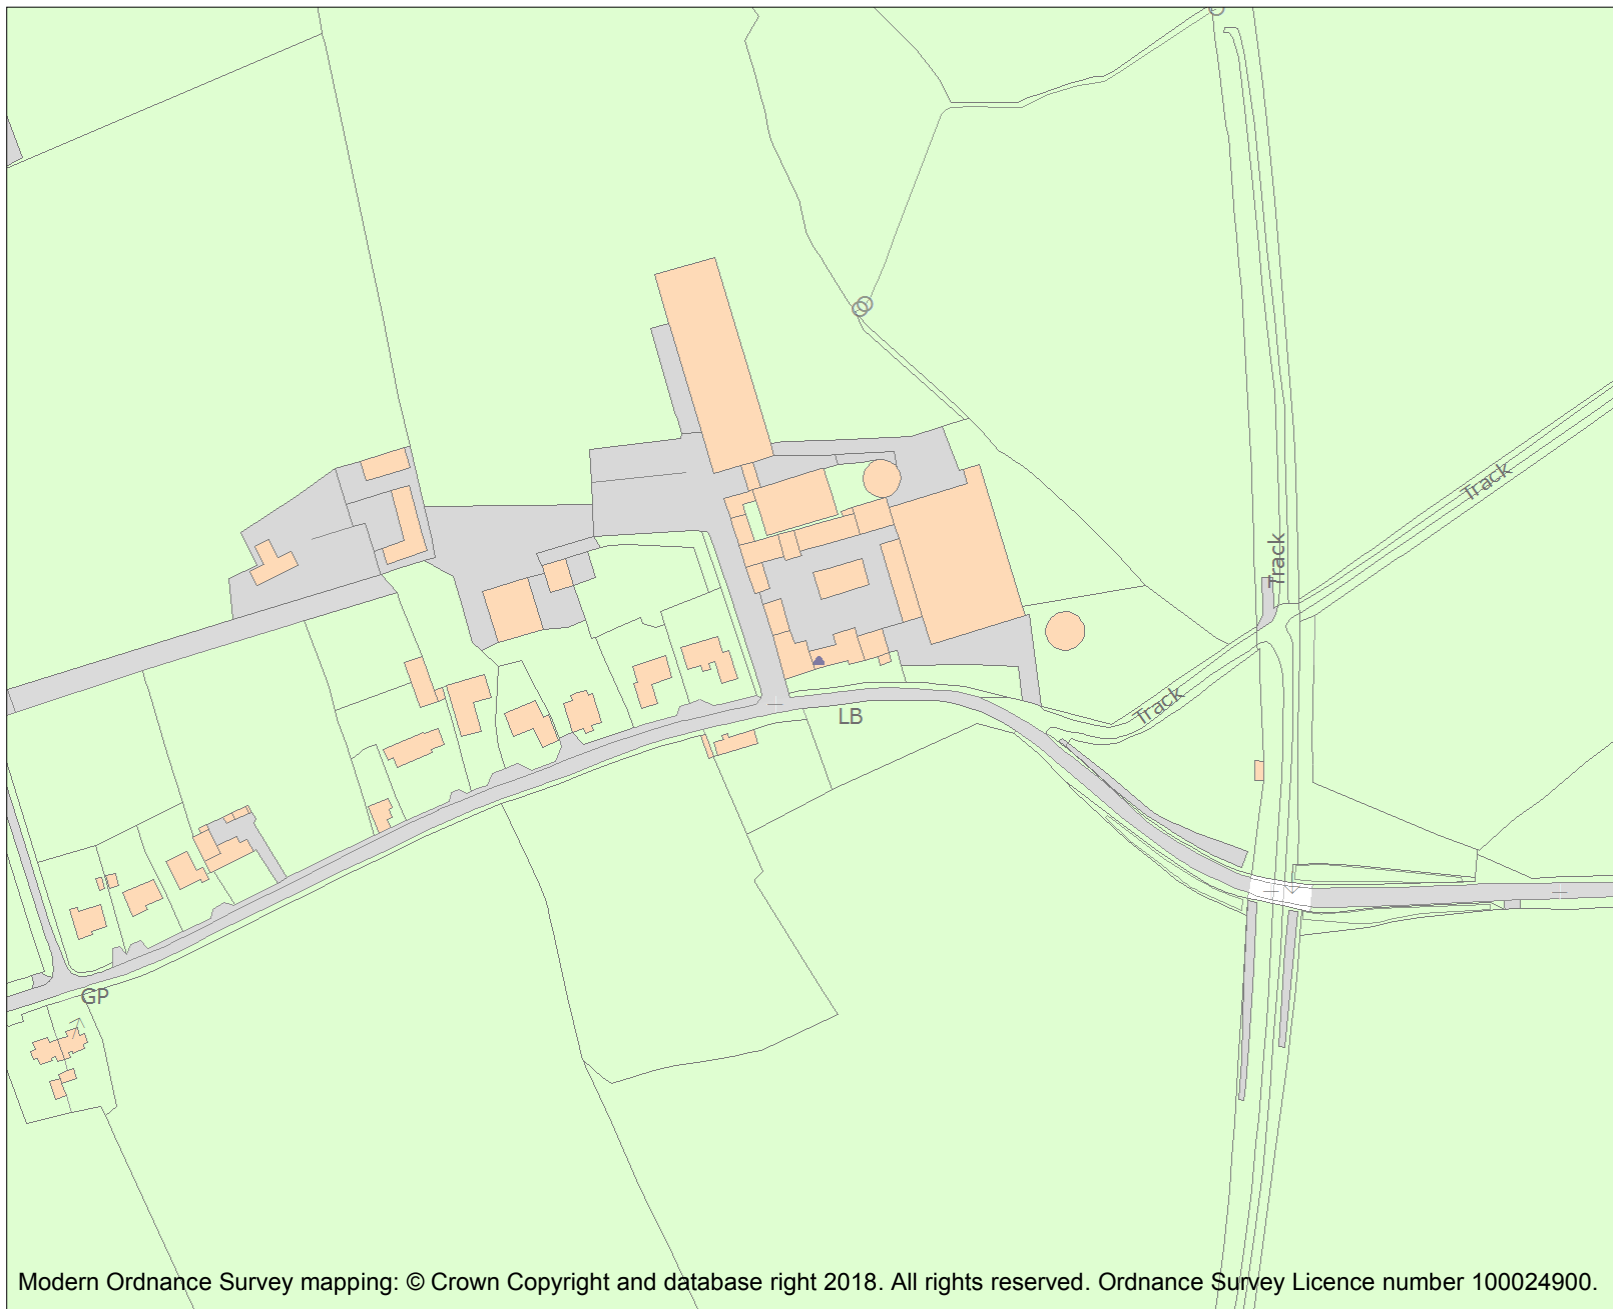 Track
Track
Track
LB
GP
Modern Ordnance Survey mapping: © Crown Copyright and database right 2018. All rights reserved. Ordnance Survey Licence number 100024900.